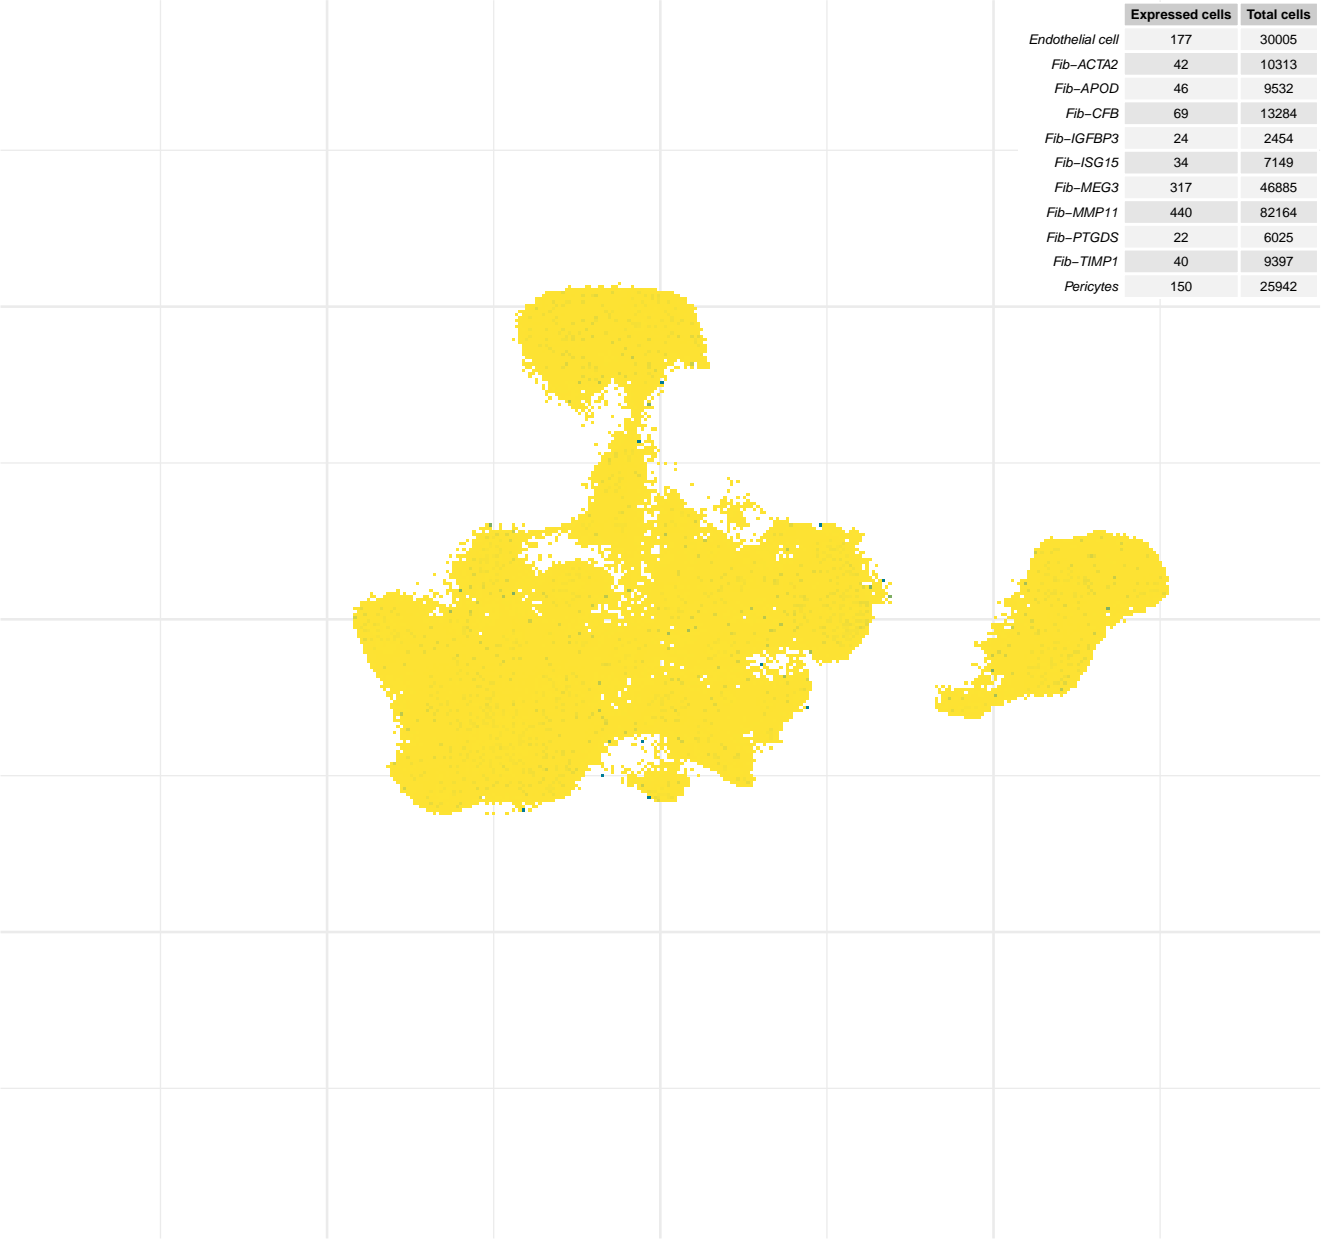 Expressed cells Total cells
Endothelial cell 177 30005
Fib−ACTA2 42 10313
Fib−APOD 46 9532
Fib−CFB 69 13284
Fib−IGFBP3 24 2454
Fib−ISG15 34 7149
Fib−MEG3 317 46885
Fib−MMP11 440 82164
Fib−PTGDS 22 6025
Fib−TIMP1 40 9397
Pericytes 150 25942